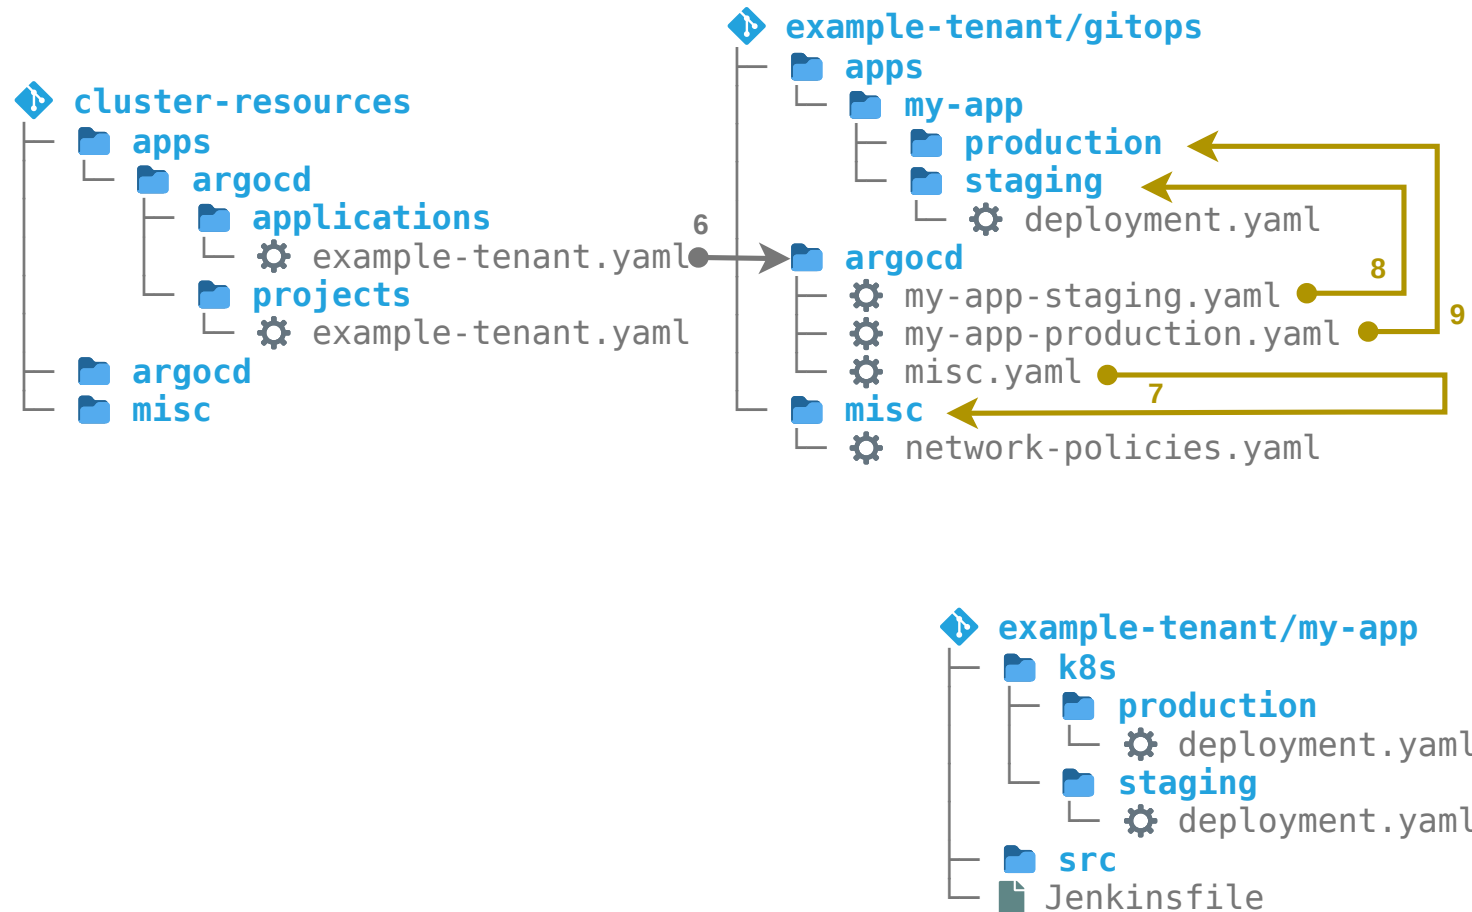 cluster-resources
apps
argocd
applications
example-tenant.yaml
projects
example-tenant.yaml
argocd
misc
6
example-tenant/gitops
apps
my-app
production
staging
deployment.yaml
argocd
my-app-staging.yaml
my-app-production.yaml
misc.yaml
misc
network-policies.yaml
8
9
7
example-tenant/my-app
k8s
production
deployment.yaml
staging
deployment.yaml
src
Jenkinsfile